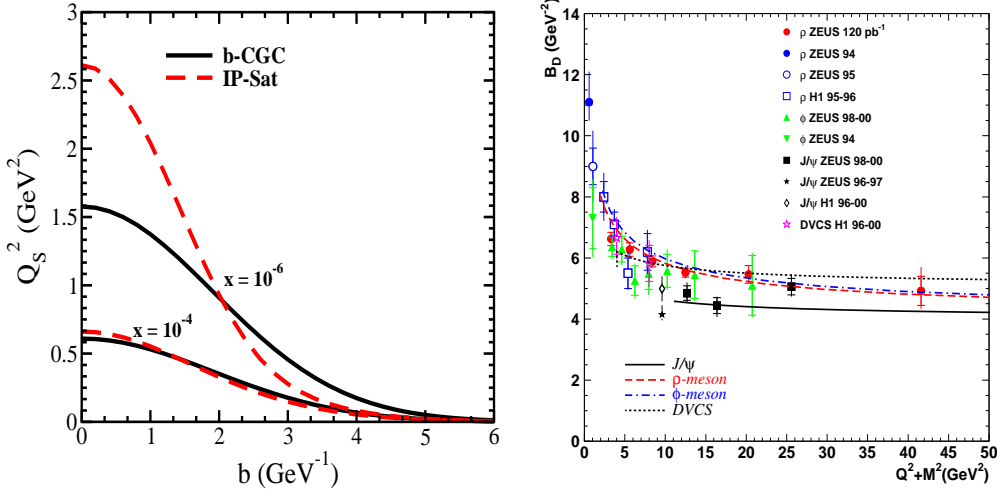 3
2.5
2
1.5
1
0.5
0
Q_S^2 (GeV^2)
b-CGC
IP-Sat
x = 10^-6
x = 10^-4
0 1 2 3 4 5 6
b (GeV^-1)
B_D (GeV^-2)
14
12
10
8
6
4
2
0
ρ ZEUS 120 pb^-1
ρ ZEUS 94
ρ ZEUS 95
ρ H1 95-96
ϕ ZEUS 98-00
ϕ ZEUS 94
J/ψ ZEUS 98-00
J/ψ ZEUS 96-97
J/ψ H1 96-00
DVCS H1 96-00
J/ψ
ρ-meson
ϕ-meson
DVCS
0 5 10 15 20 25 30 35 40 45 50
Q^2+M^2(GeV^2)